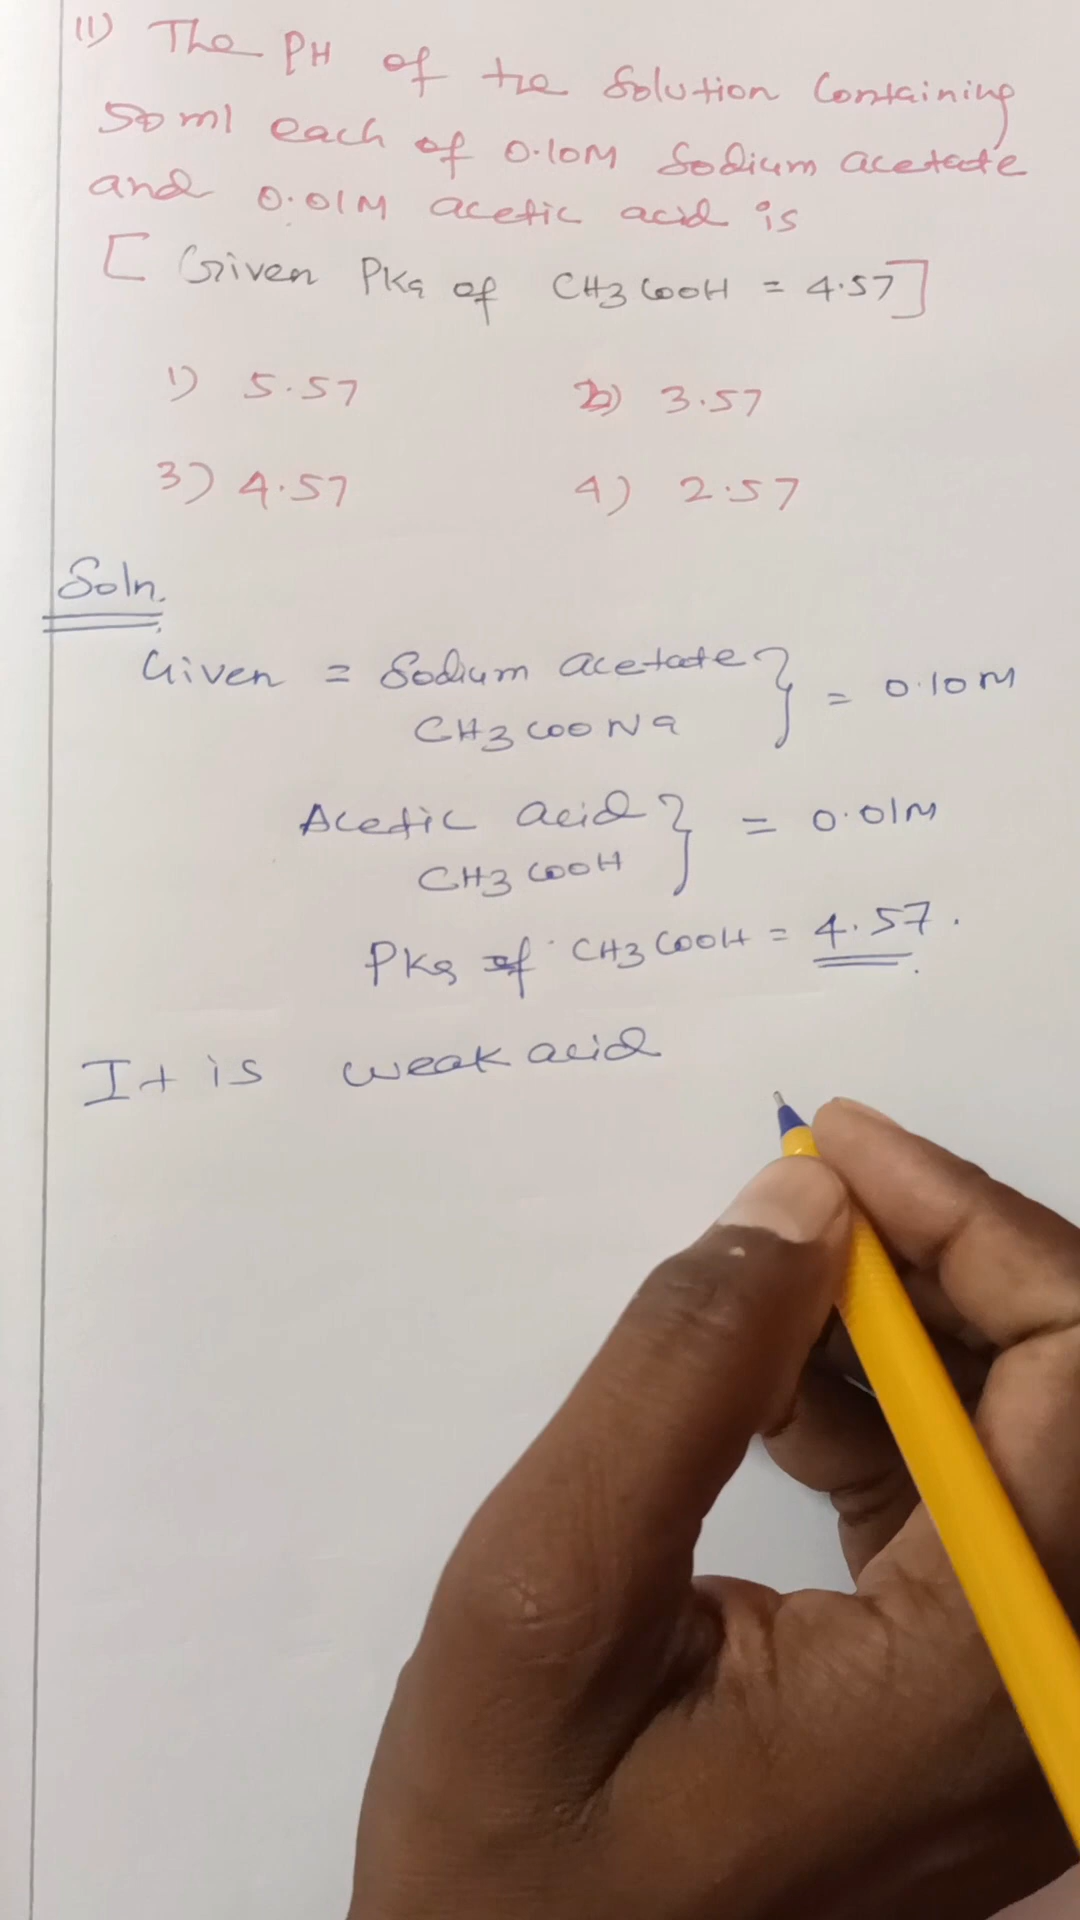 11) The PH of the Solution Containing
50 ml each of 0.10M Sodium acetate
and 0.01M acetic acid is
[ Given PKa of CH3COOH = 4.57 ]
1) 5.57 2) 3.57
3) 4.57 4) 2.57
Soln.
Given = Sodium acetate } = 0.10M
CH3COONa
Acetic acid } = 0.01M
CH3COOH
PKa of CH3COOH = 4.57.
It is weak acid